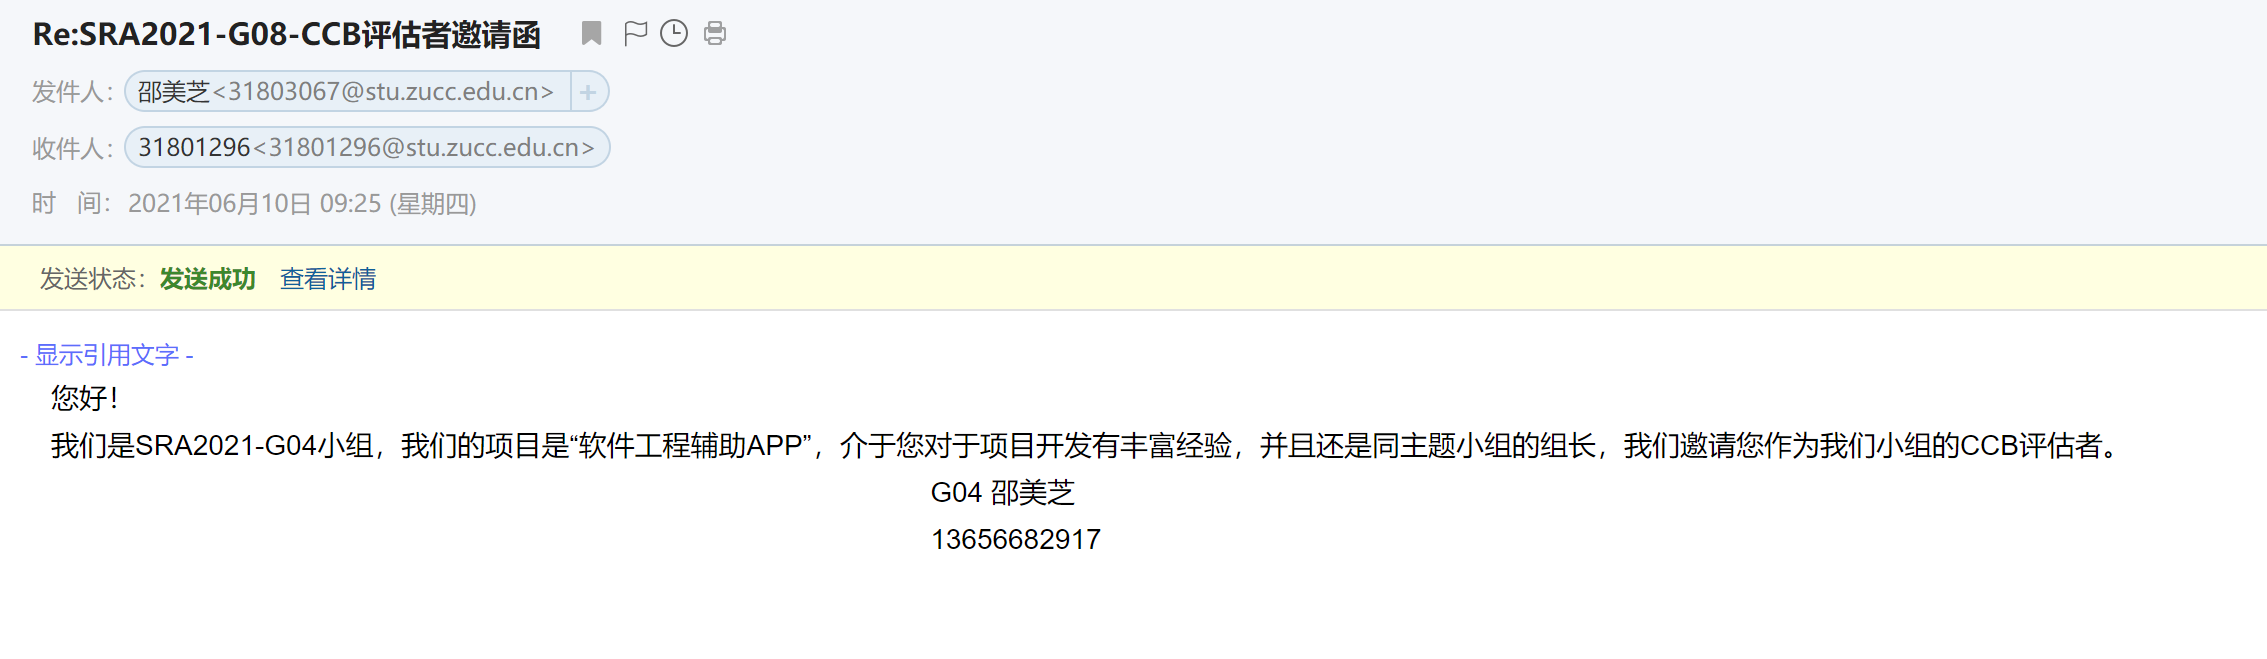 Re:SRA2021-G08-CCB评估者邀请函
发件人： 邵美芝<31803067@stu.zucc.edu.cn> +
收件人： 31801296<31801296@stu.zucc.edu.cn>
时 间： 2021年06月10日 09:25 (星期四)
发送状态：发送成功 查看详情
- 显示引用文字 -
您好！
我们是SRA2021-G04小组，我们的项目是“软件工程辅助APP”，介于您对于项目开发有丰富经验，并且还是同主题小组的组长，我们邀请您作为我们小组的CCB评估者。
G04 邵美芝
13656682917